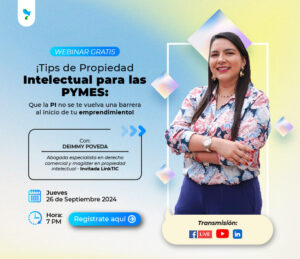 WEBINAR GRATIS
¡Tips de Propiedad
Intelectual para las
PYMES:
Que la PI no se te vuelva una barrera
al inicio de tu emprendimiento!
Con:
DEIMMY POVEDA
Abogada especialista en derecho
comercial y magíster en propiedad
intelectual - Invitada LinkTIC
Jueves
26 de Septiembre 2024
Hora:
7 PM
Regístrate aquí
Transmisión:
f LIVE
in